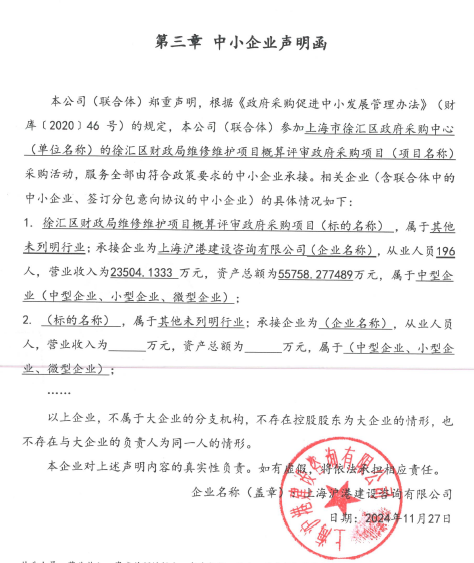 第三章 中小企业声明函
本公司（联合体）郑重声明，根据《政府采购促进中小发展管理办法》（财
库〔2020〕46 号）的规定，本公司（联合体）参加上海市徐汇区政府采购中心
（单位名称）的徐汇区财政局维修维护项目概算评审政府采购项目（项目名称）
采购活动，服务全部由符合政策要求的中小企业承接。相关企业（含联合体中的
中小企业、签订分包意向协议的中小企业）的具体情况如下：
1. 徐汇区财政局维修维护项目概算评审政府采购项目（标的名称），属于其他
未列明行业；承接企业为上海沪港建设咨询有限公司（企业名称），从业人员196
人，营业收入为23504.1333 万元，资产总额为55758.277489万元，属于中型企
业（中型企业、小型企业、微型企业）；
2. （标的名称） ，属于其他未列明行业；承接企业为（企业名称），从业人员
人，营业收入为______万元，资产总额为______万元，属于（中型企业、小型企
业、微型企业）；
……
以上企业，不属于大企业的分支机构，不存在控股股东为大企业的情形，也
不存在与大企业的负责人为同一人的情形。
本企业对上述声明内容的真实性负责。如有虚假，将依法承担相应责任。
企业名称（盖章）：上海沪港建设咨询有限公司
日期：2024年11月27日
上海沪港建设咨询有限公司